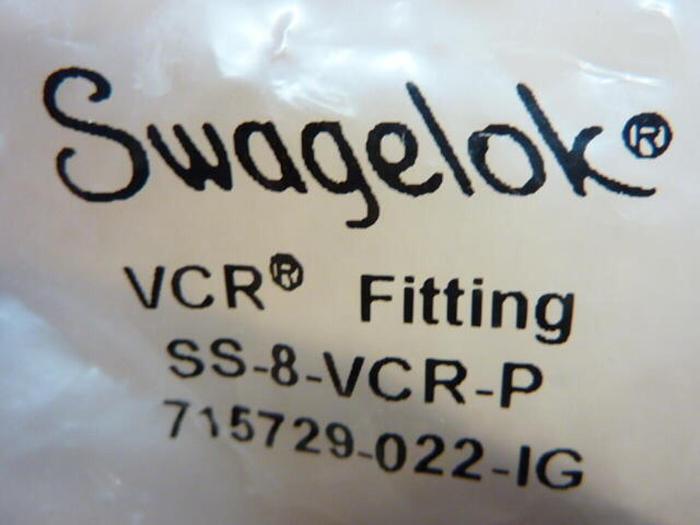 Swagelok®
VCR® Fitting
SS-8-VCR-P
715729-022-IG